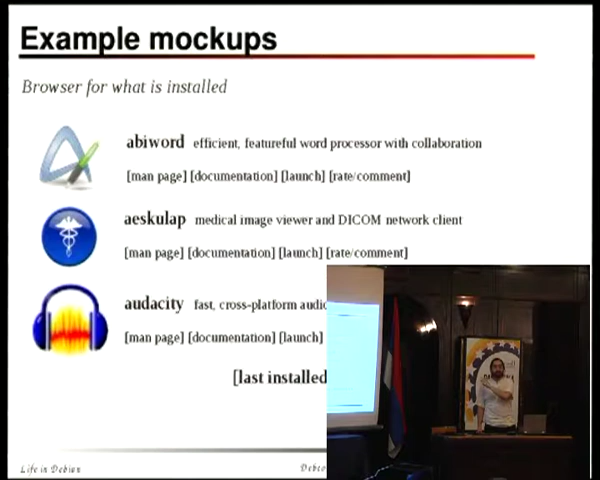 Example mockups
Browser for what is installed
abiword efficient, featureful word processor with collaboration
[man page] [documentation] [launch] [rate/comment]
aeskulap medical image viewer and DICOM network client
[man page] [documentation] [launch] [rate/comment]
audacity fast, cross-platform audio
[man page] [documentation] [launch]
[last installed
Life in Debian
Debco